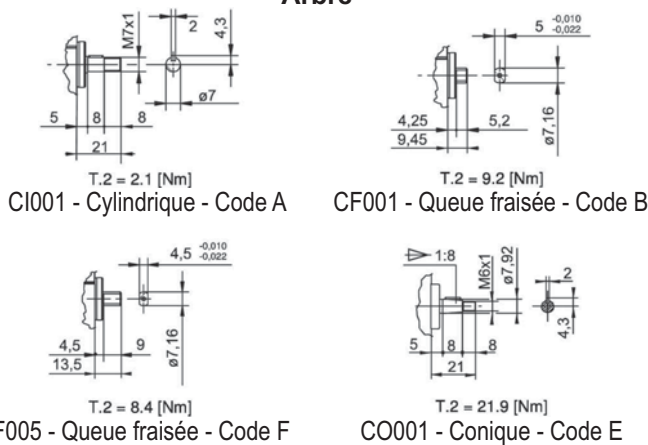 Arbre
M7x1
2
4,3
ø7
5
8
8
21
T.2 = 2.1 [Nm]
CI001 - Cylindrique - Code A
5 -0,010 -0,022
4,25
5,2
9,45
ø7,16
T.2 = 9.2 [Nm]
CF001 - Queue fraisée - Code B
4,5 -0,010 -0,022
4,5
9
13,5
ø7,16
T.2 = 8.4 [Nm]
F005 - Queue fraisée - Code F
1:8
M6x1
ø7,92
2
4,3
5
8
8
21
T.2 = 21.9 [Nm]
CO001 - Conique - Code E